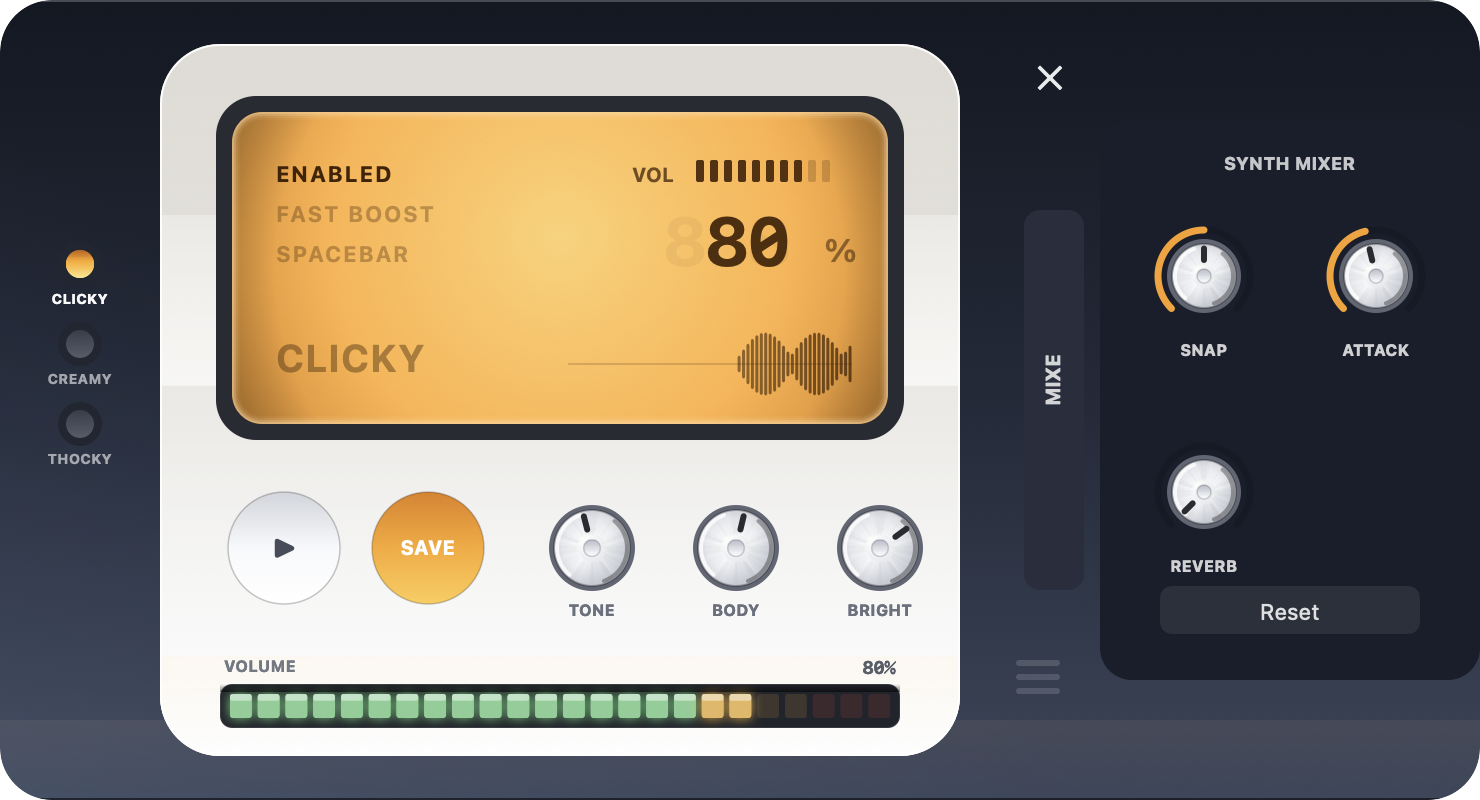 CLICKY
CREAMY
THOCKY
ENABLED
FAST BOOST
SPACEBAR
VOL
80 %
CLICKY
SAVE
TONE
BODY
BRIGHT
VOLUME
80%
MIXE
SYNTH MIXER
SNAP
ATTACK
REVERB
Reset